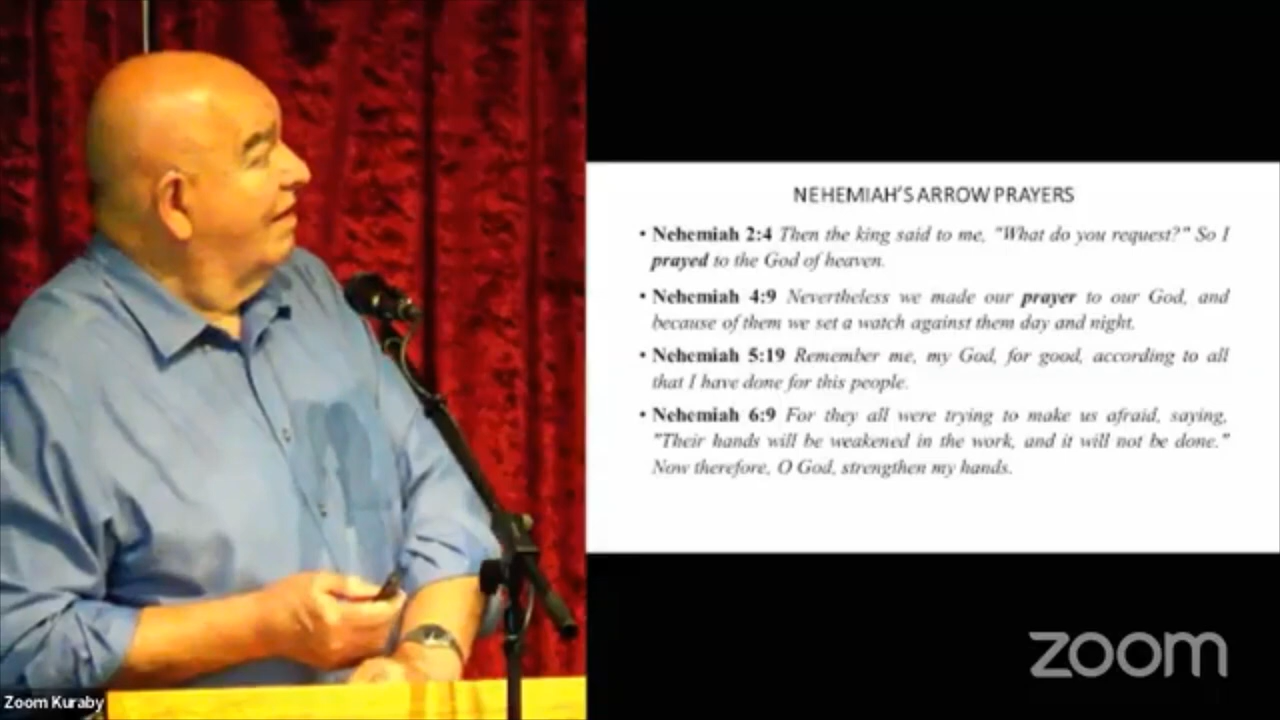 NEHEMIAH'S ARROW PRAYERS
• Nehemiah 2:4 Then the king said to me, "What do you request?" So I
prayed to the God of heaven.
• Nehemiah 4:9 Nevertheless we made our prayer to our God, and
because of them we set a watch against them day and night.
• Nehemiah 5:19 Remember me, my God, for good, according to all
that I have done for this people.
• Nehemiah 6:9 For they all were trying to make us afraid, saying,
"Their hands will be weakened in the work, and it will not be done."
Now therefore, O God, strengthen my hands.
zoom
Zoom Kuraby